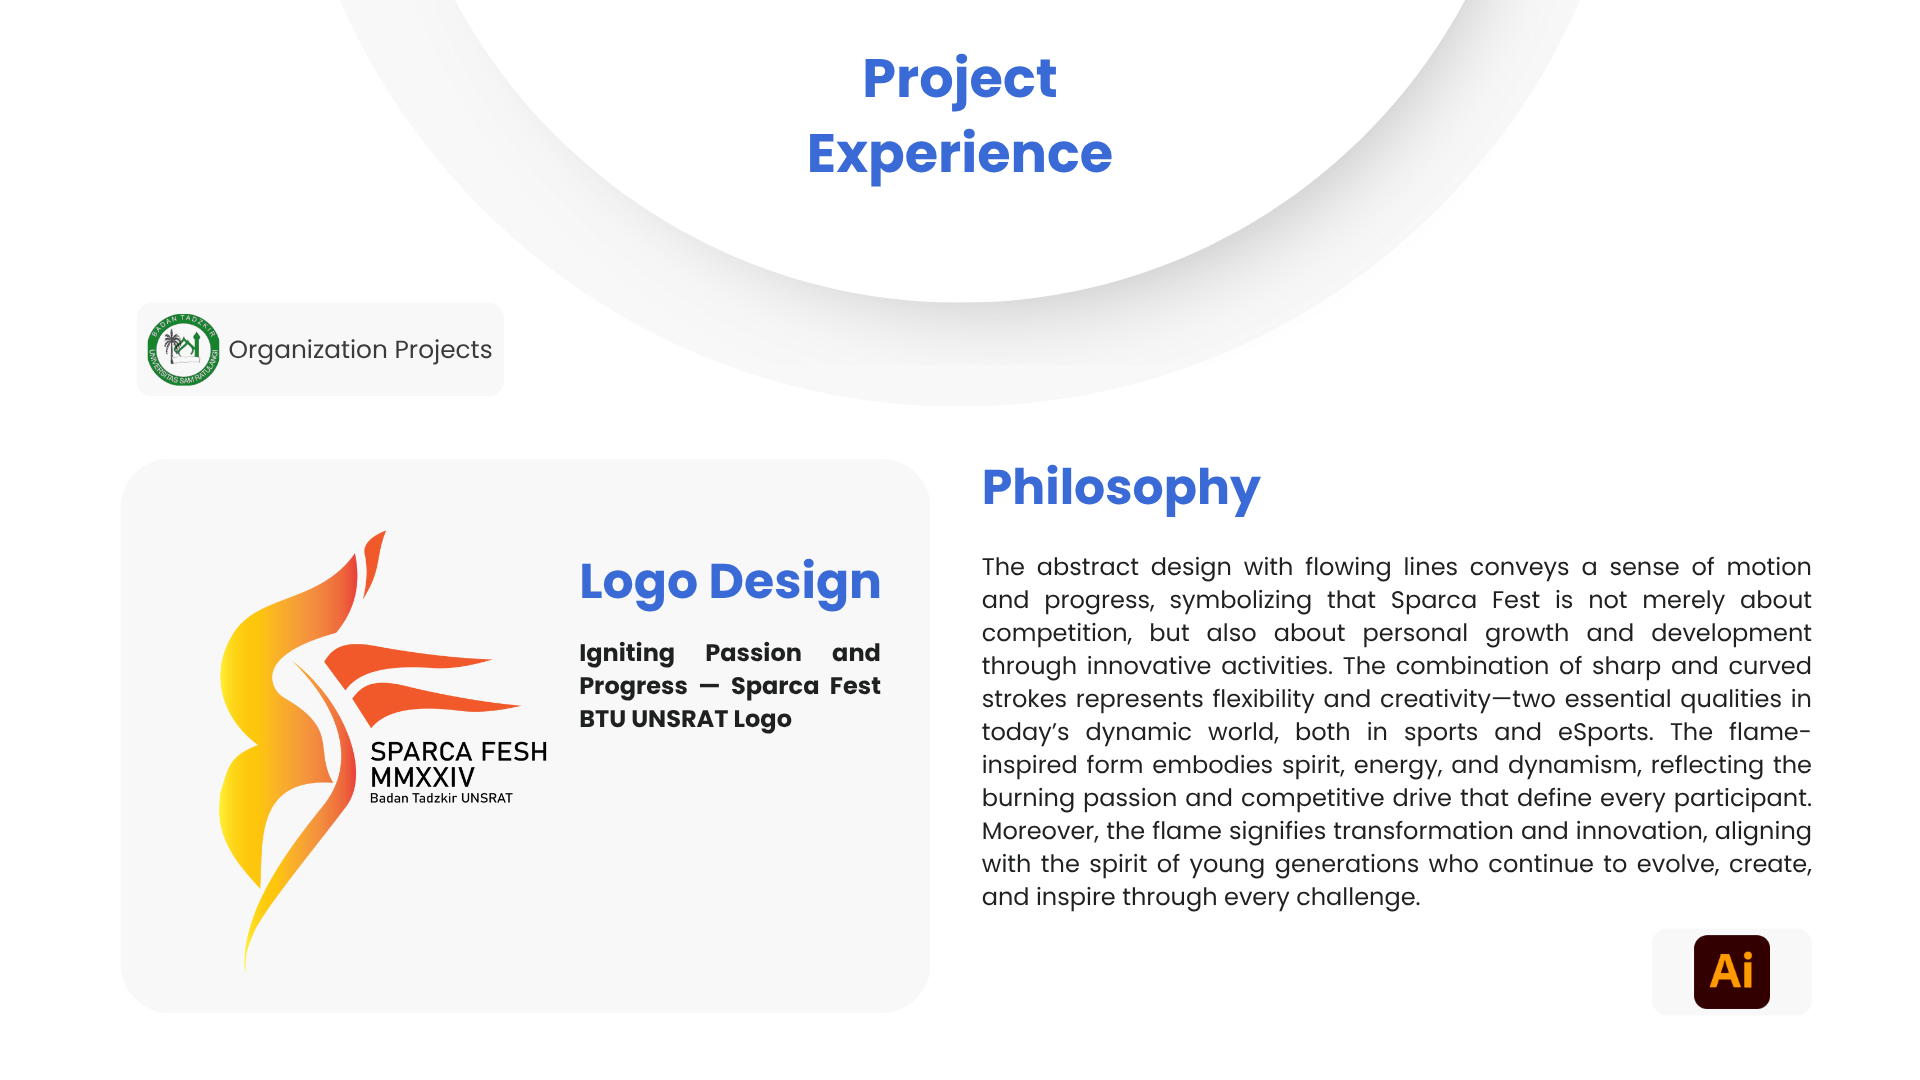 Project
Experience
BADAN TADZKIR
UNIVERSITAS SAM RATULANGI
Organization Projects
Logo Design
Igniting Passion and
Progress — Sparca Fest
BTU UNSRAT Logo
SPARCA FESH
MMXXIV
Badan Tadzkir UNSRAT
Philosophy
The abstract design with flowing lines conveys a sense of motion
and progress, symbolizing that Sparca Fest is not merely about
competition, but also about personal growth and development
through innovative activities. The combination of sharp and curved
strokes represents flexibility and creativity—two essential qualities in
today’s dynamic world, both in sports and eSports. The flame-
inspired form embodies spirit, energy, and dynamism, reflecting the
burning passion and competitive drive that define every participant.
Moreover, the flame signifies transformation and innovation, aligning
with the spirit of young generations who continue to evolve, create,
and inspire through every challenge.
Ai